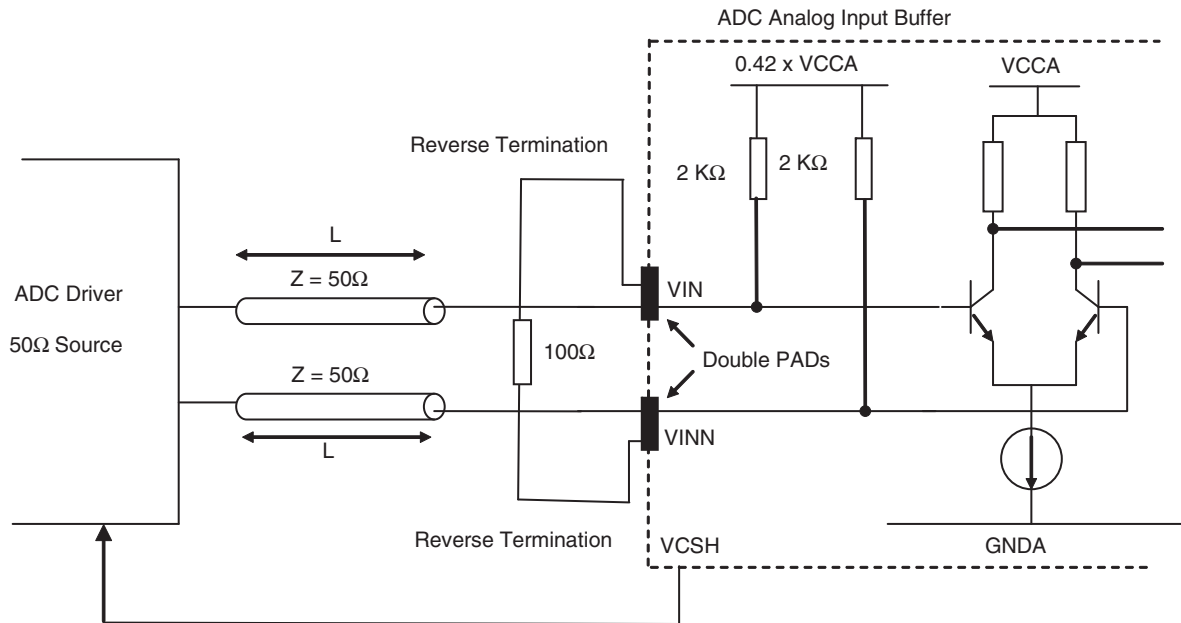 ADC Analog Input Buffer
0.42 x VCCA
VCCA
Reverse Termination
2 KΩ
2 KΩ
L
Z = 50Ω
ADC Driver
50Ω Source
VIN
100Ω
Double PADs
Z = 50Ω
L
VINN
Reverse Termination
VCSH
GNDA